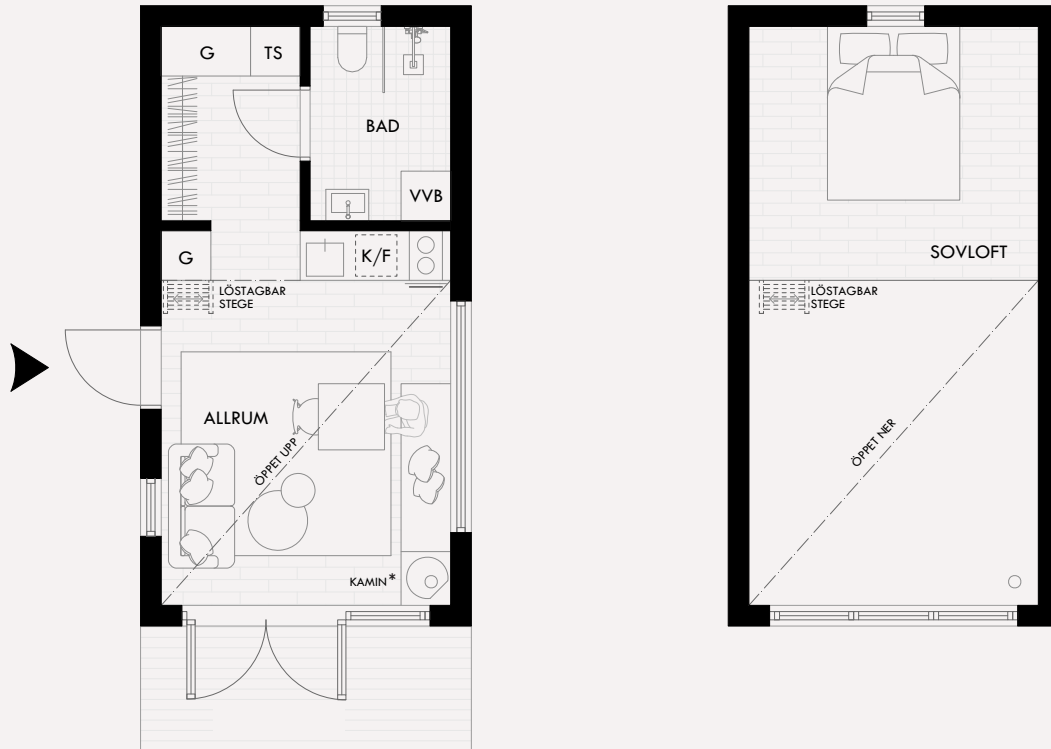 G
TS
BAD
VVB
G
K/F
LÖSTAGBAR
STEGE
ALLRUM
ÖPPET UPP
KAMIN*
SOVLOFT
LÖSTAGBAR
STEGE
ÖPPET NER